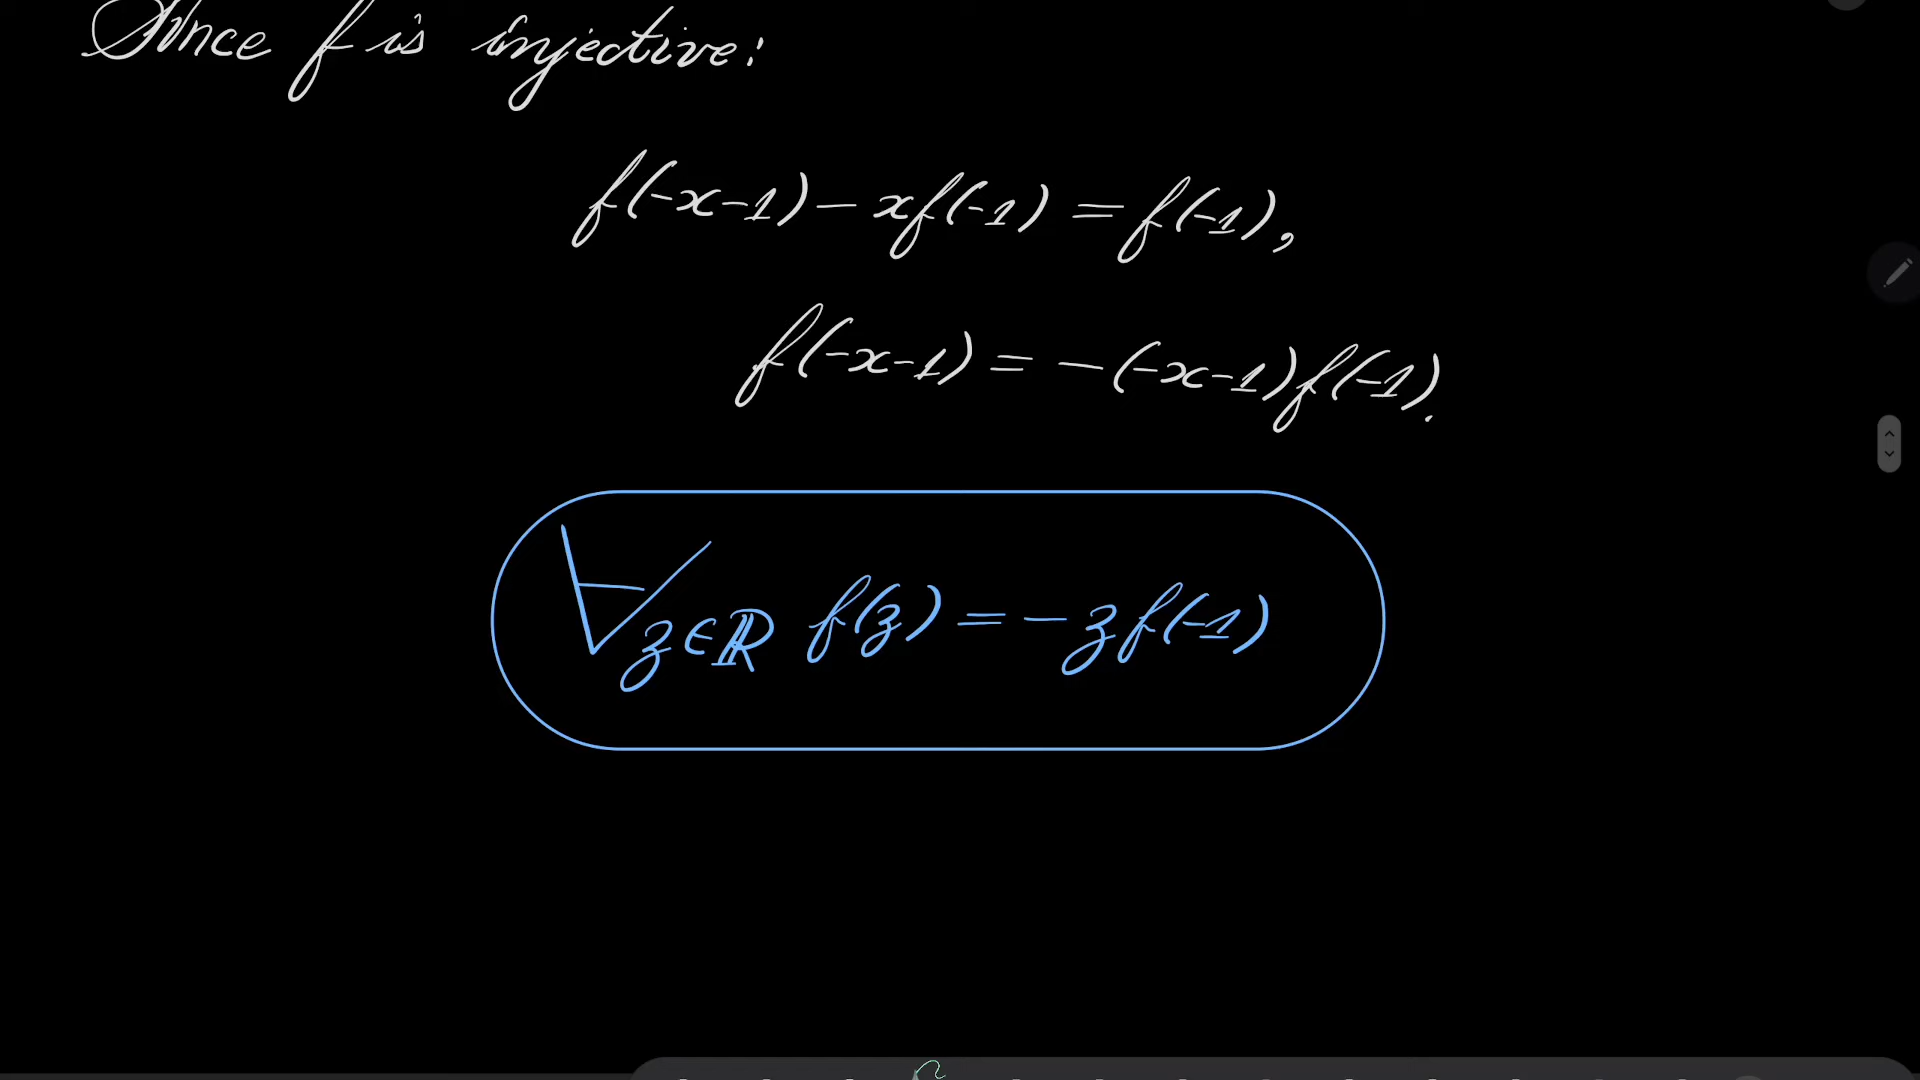 Since f is injective:
f(-x-1)-xf(-1)=f(-1),
f(-x-1)=-(-x-1)f(-1).
∀z∈ℝ f(z)=-zf(-1)